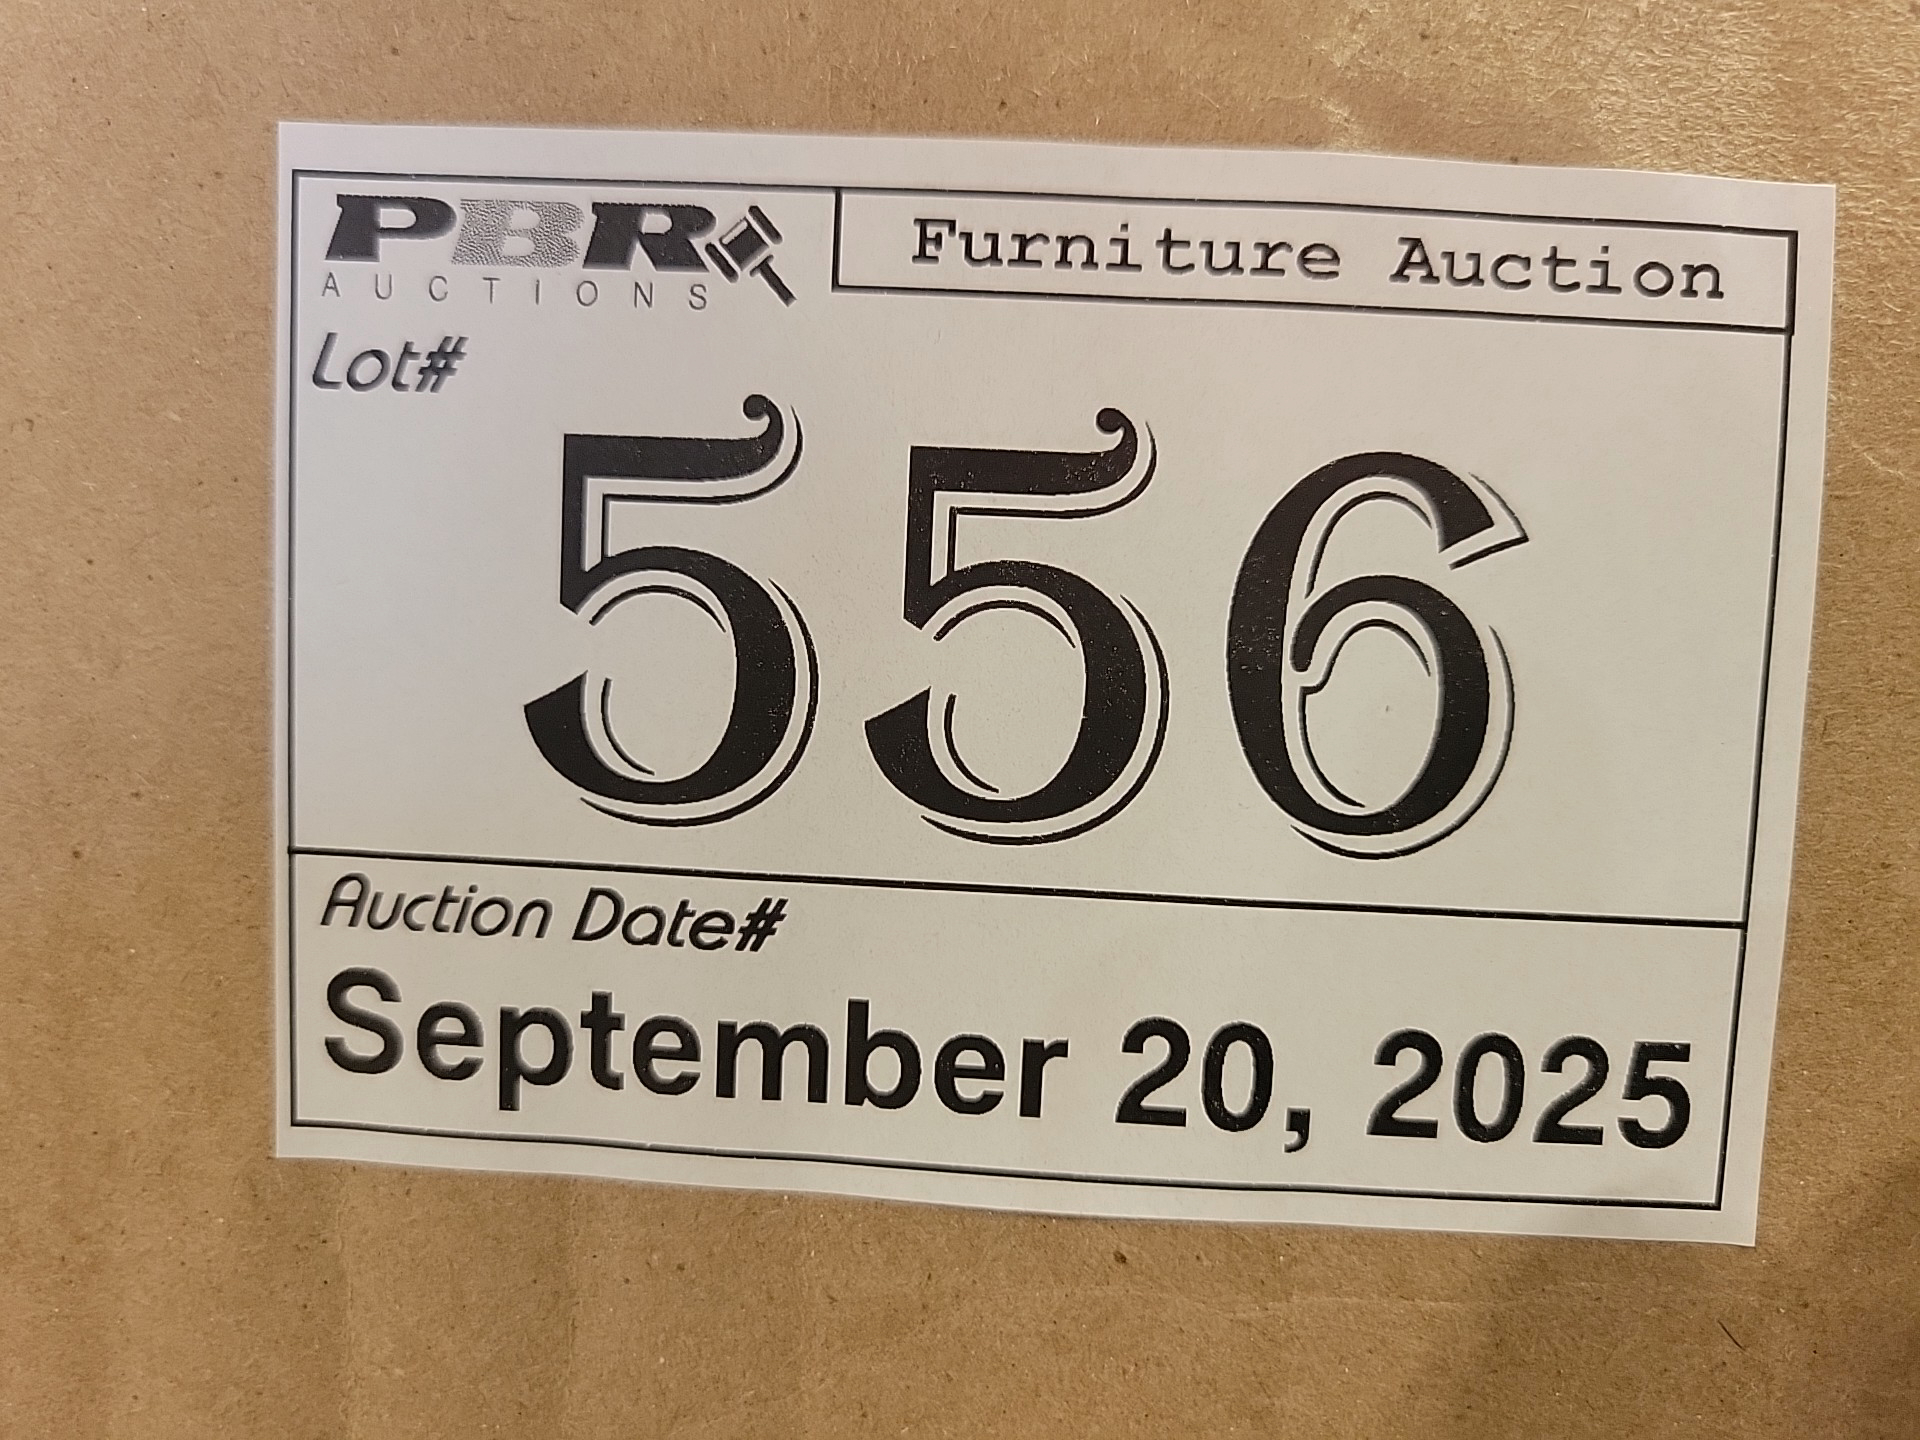 PBR
AUCTIONS
Furniture Auction
Lot#
556
Auction Date#
September 20, 2025